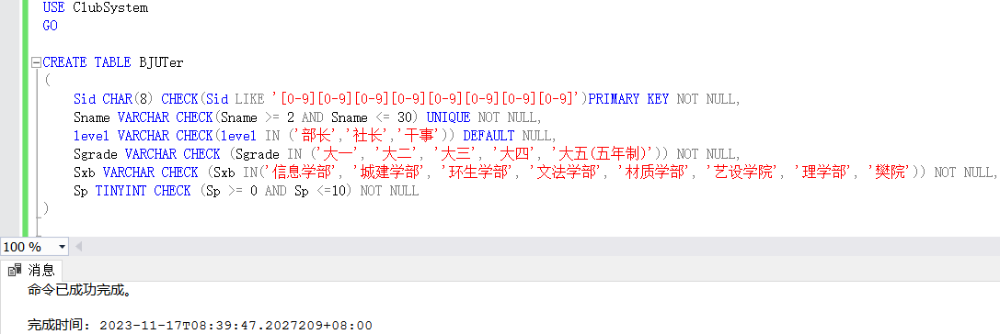 USE ClubSystem
GO
CREATE TABLE BJUTer
(
Sid CHAR(8) CHECK(Sid LIKE '[0-9][0-9][0-9][0-9][0-9][0-9][0-9][0-9]')PRIMARY KEY NOT NULL,
Sname VARCHAR CHECK(Sname >= 2 AND Sname <= 30) UNIQUE NOT NULL,
level VARCHAR CHECK(level IN ('部长','社长','干事')) DEFAULT NULL,
Sgrade VARCHAR CHECK (Sgrade IN ('大一', '大二', '大三', '大四', '大五(五年制)')) NOT NULL,
Sxb VARCHAR CHECK (Sxb IN('信息学部', '城建学部', '环生学部', '文法学部', '材质学部', '艺设学院', '理学部', '樊院')) NOT NULL,
Sp TINYINT CHECK (Sp >= 0 AND Sp <=10) NOT NULL
)
100 %
消息
命令已成功完成。
完成时间: 2023-11-17T08:39:47.2027209+08:00